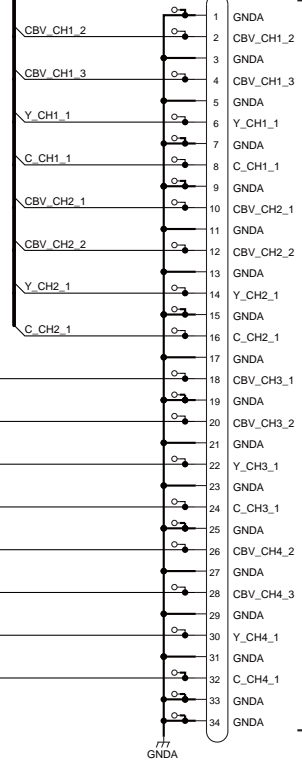 1 GNDA
CBV_CH1_2 2 CBV_CH1_2
3 GNDA
CBV_CH1_3 4 CBV_CH1_3
5 GNDA
Y_CH1_1 6 Y_CH1_1
7 GNDA
C_CH1_1 8 C_CH1_1
9 GNDA
CBV_CH2_1 10 CBV_CH2_1
11 GNDA
CBV_CH2_2 12 CBV_CH2_2
13 GNDA
Y_CH2_1 14 Y_CH2_1
15 GNDA
C_CH2_1 16 C_CH2_1
17 GNDA
18 CBV_CH3_1
19 GNDA
20 CBV_CH3_2
21 GNDA
22 Y_CH3_1
23 GNDA
24 C_CH3_1
25 GNDA
26 CBV_CH4_2
27 GNDA
28 CBV_CH4_3
29 GNDA
30 Y_CH4_1
31 GNDA
32 C_CH4_1
33 GNDA
34 GNDA
GNDA